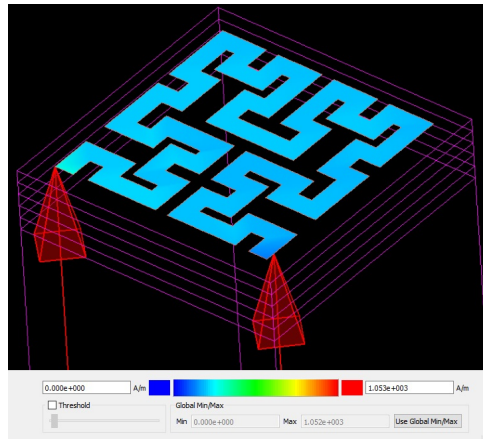 0.000e+000 A/m 1.053e+003 A/m
Threshold Global Min/Max
Min 0.000e+000 Max 1.052e+003 Use Global Min/Max